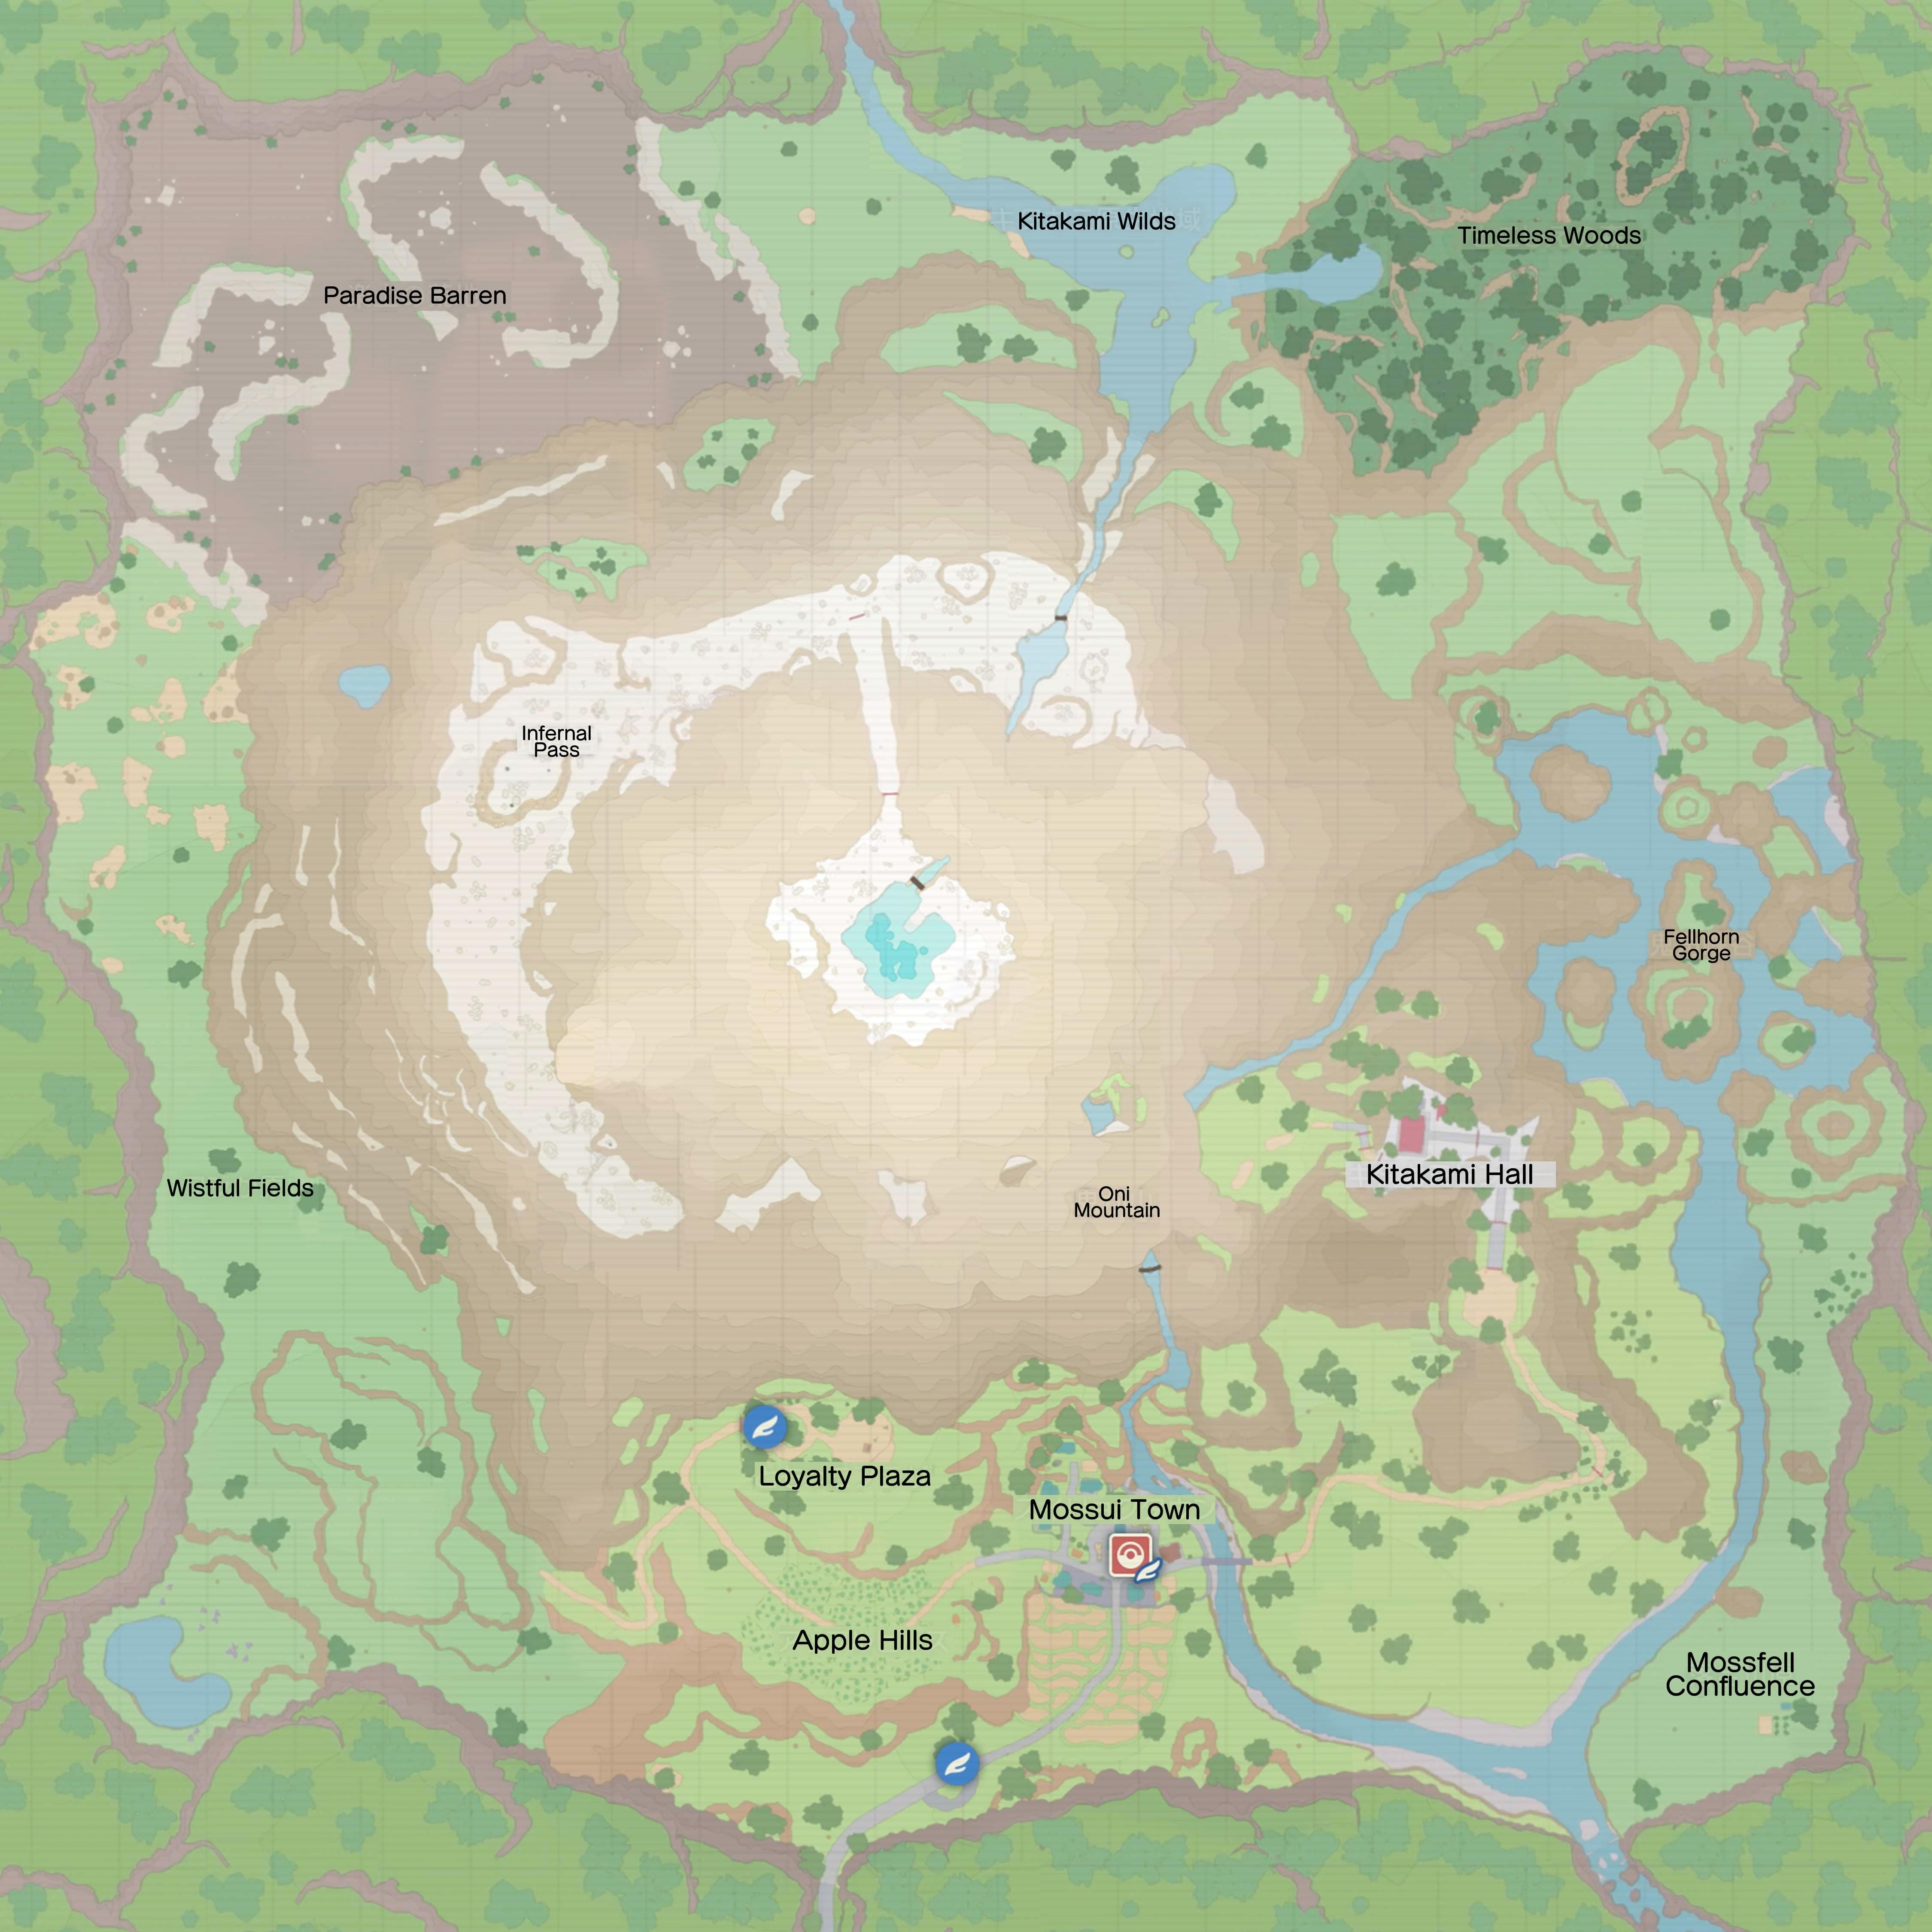 Kitakami Wilds
Timeless Woods
Paradise Barren
Infernal
Pass
Fellhorn
Gorge
Kitakami Hall
Wistful Fields
Oni
Mountain
Loyalty Plaza
Mossui Town
Apple Hills
Mossfell
Confluence